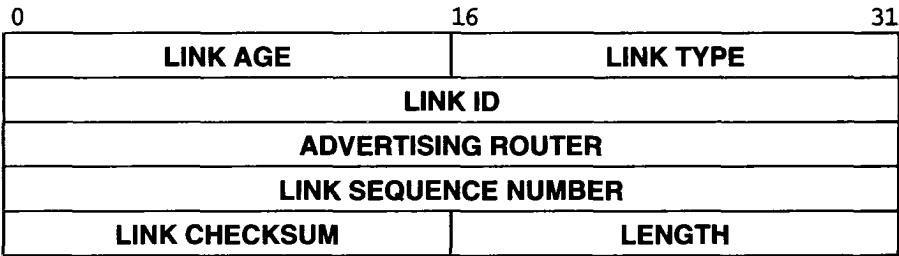 0 16 31
LINK AGE LINK TYPE
LINK ID
ADVERTISING ROUTER
LINK SEQUENCE NUMBER
LINK CHECKSUM LENGTH